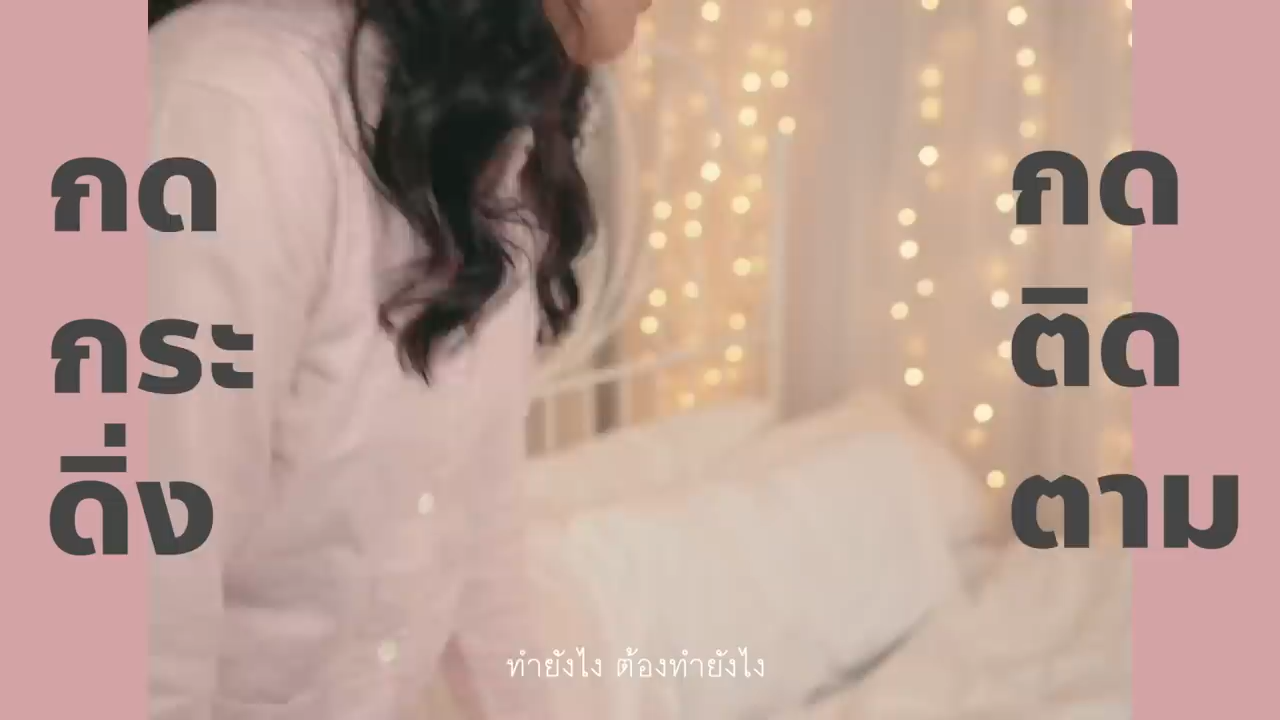 กด
กระ
ดิ่ง
กด
ติด
ตาม
ทำยังไง ต้องทำยังไง